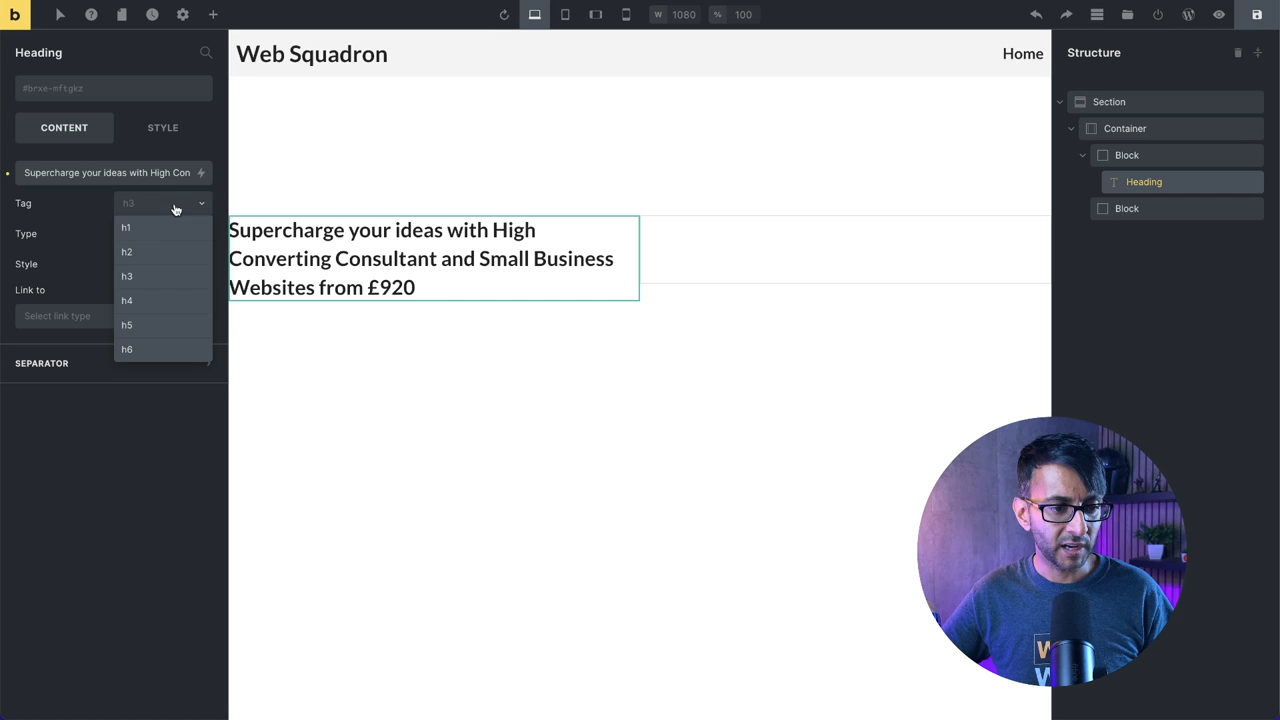 b
W 1080 % 100
Heading
#brxe-mftgkz
CONTENT STYLE
Supercharge your ideas with High Con
Tag h3
h1
h2
h3
h4
h5
h6
Type
Style
Link to
Select link type
SEPARATOR
Web Squadron Home
Supercharge your ideas with High
Converting Consultant and Small Business
Websites from £920
Structure
Section
Container
Block
Heading
Block
W
W